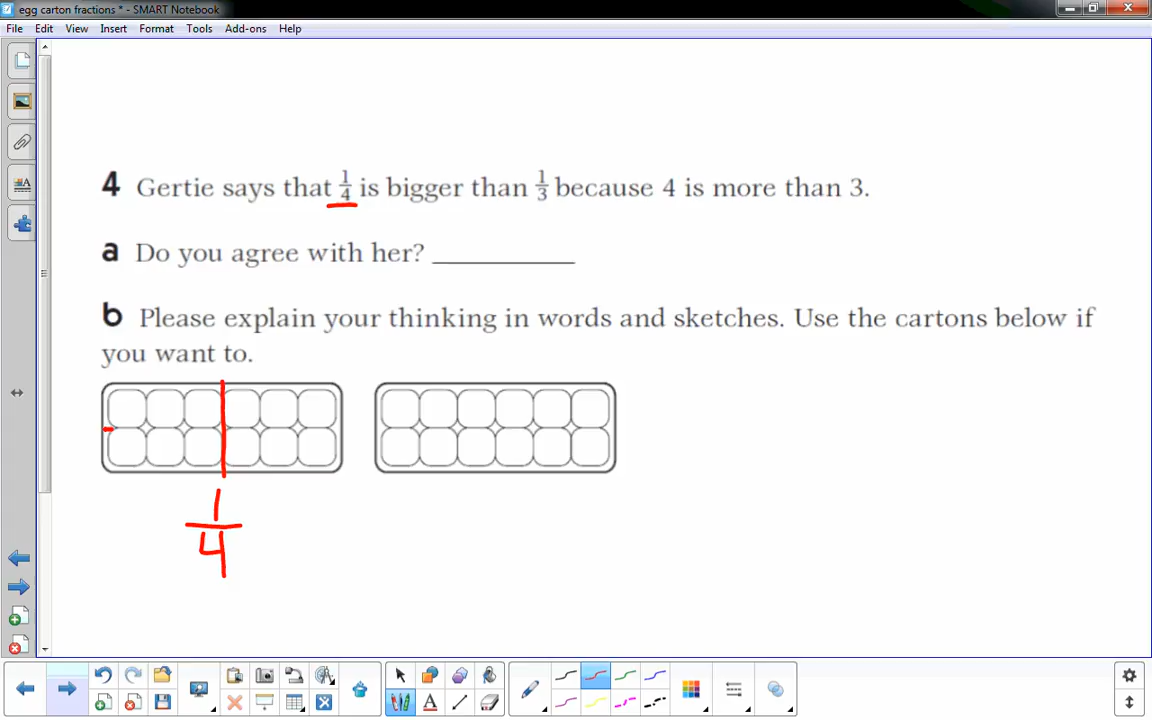 egg carton fractions * - SMART Notebook
File Edit View Insert Format Tools Add-ons Help
4 Gertie says that 1/4 is bigger than 1/3 because 4 is more than 3.
a Do you agree with her? __________
b Please explain your thinking in words and sketches. Use the cartons below if
you want to.
1/4